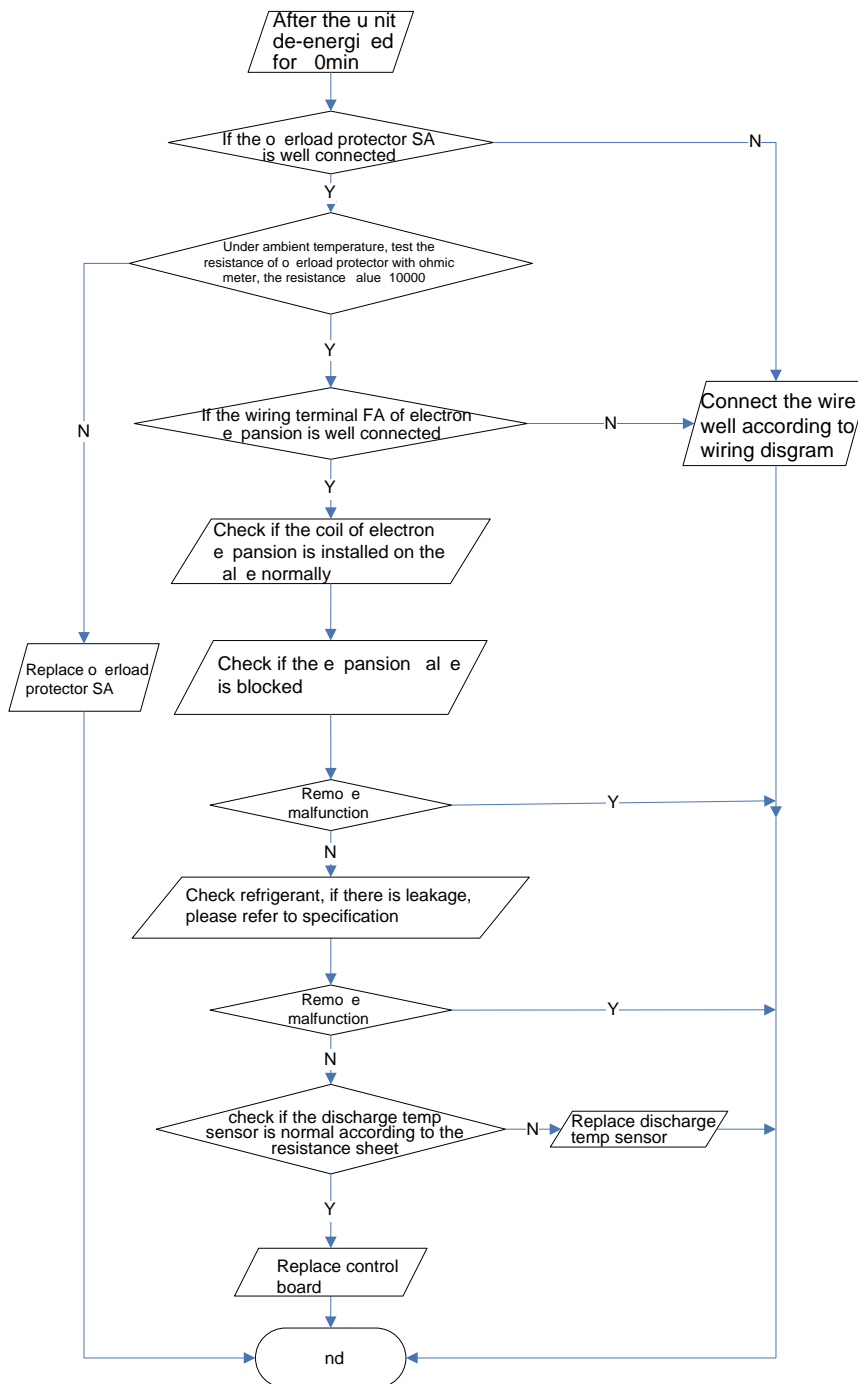 After the u nit
de-energi ed
for 0min
If the o erload protector SA
is well connected
N
Y
Under ambient temperature, test the
resistance of o erload protector with ohmic
meter, the resistance alue 10000
Y
N
If the wiring terminal FA of electron
e pansion is well connected
N
Connect the wire
well according to
wiring disgram
Y
Check if the coil of electron
e pansion is installed on the
al e normally
Replace o erload
protector SA
Check if the e pansion al e
is blocked
Remo e
malfunction
Y
N
Check refrigerant, if there is leakage,
please refer to specification
Remo e
malfunction
Y
N
check if the discharge temp
sensor is normal according to the
resistance sheet
N
Replace discharge
temp sensor
Y
Replace control
board
nd